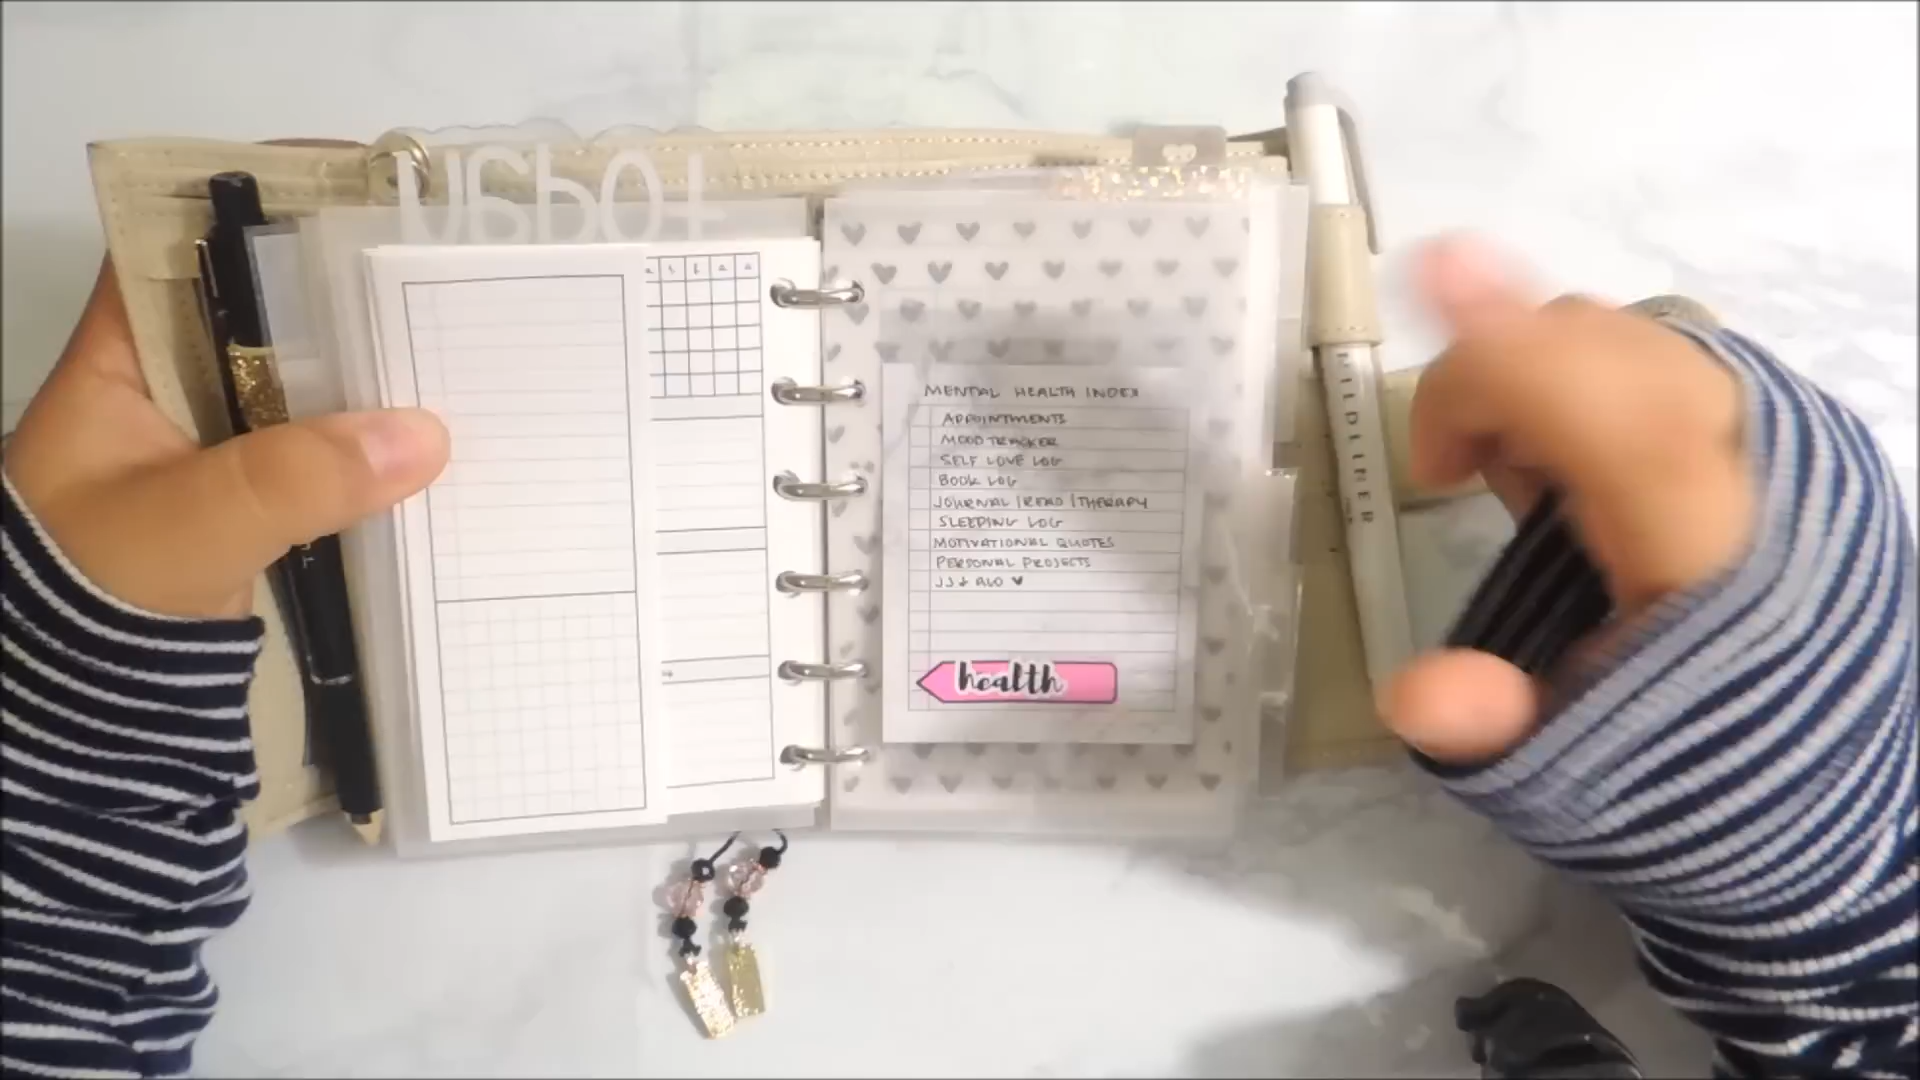 MENTAL HEALTH INDEX
APPOINTMENTS
MOOD TRACKER
SELF LOVE LOG
BOOK LOG
JOURNAL / READ / THERAPY
SLEEPING LOG
MOTIVATIONAL QUOTES
PERSONAL PROJECTS
JJ + ALO ♥
health
WILDLINER